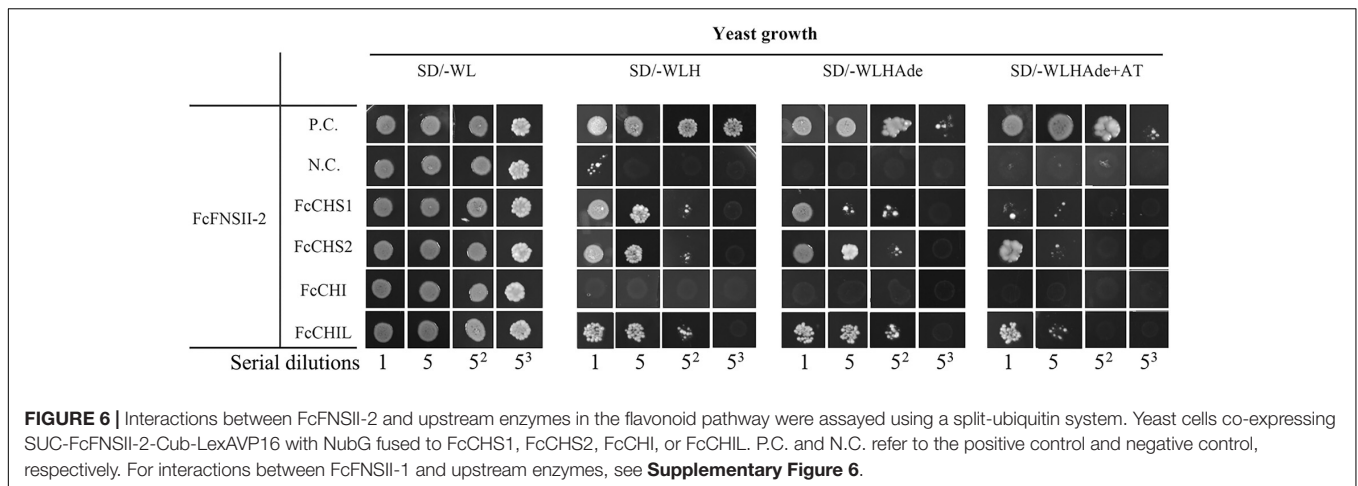 Yeast growth
SD/-WL SD/-WLH SD/-WLHAde SD/-WLHAde+AT
P.C.
N.C.
FcFNSII-2 FcCHS1
FcCHS2
FcCHI
FcCHIL
Serial dilutions 1 5 5² 5³ 1 5 5² 5³ 1 5 5² 5³ 1 5 5² 5³
FIGURE 6 | Interactions between FcFNSII-2 and upstream enzymes in the flavonoid pathway were assayed using a split-ubiquitin system. Yeast cells co-expressing
SUC-FcFNSII-2-Cub-LexAVP16 with NubG fused to FcCHS1, FcCHS2, FcCHI, or FcCHIL. P.C. and N.C. refer to the positive control and negative control,
respectively. For interactions between FcFNSII-1 and upstream enzymes, see Supplementary Figure 6.